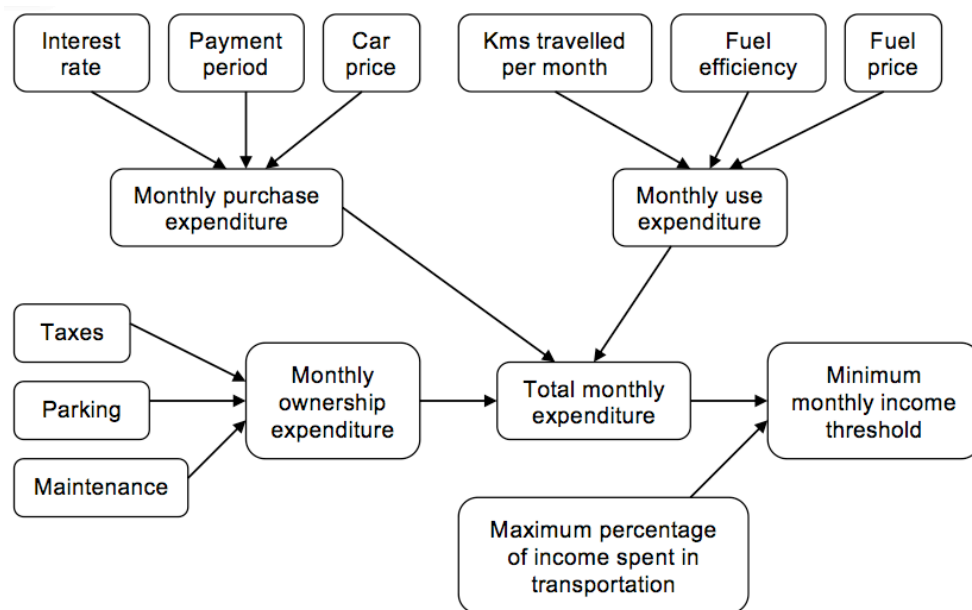 Interest
rate
Payment
period
Car
price
Kms travelled
per month
Fuel
efficiency
Fuel
price
Monthly purchase
expenditure
Monthly use
expenditure
Taxes
Parking
Maintenance
Monthly
ownership
expenditure
Total monthly
expenditure
Minimum
monthly income
threshold
Maximum percentage
of income spent in
transportation